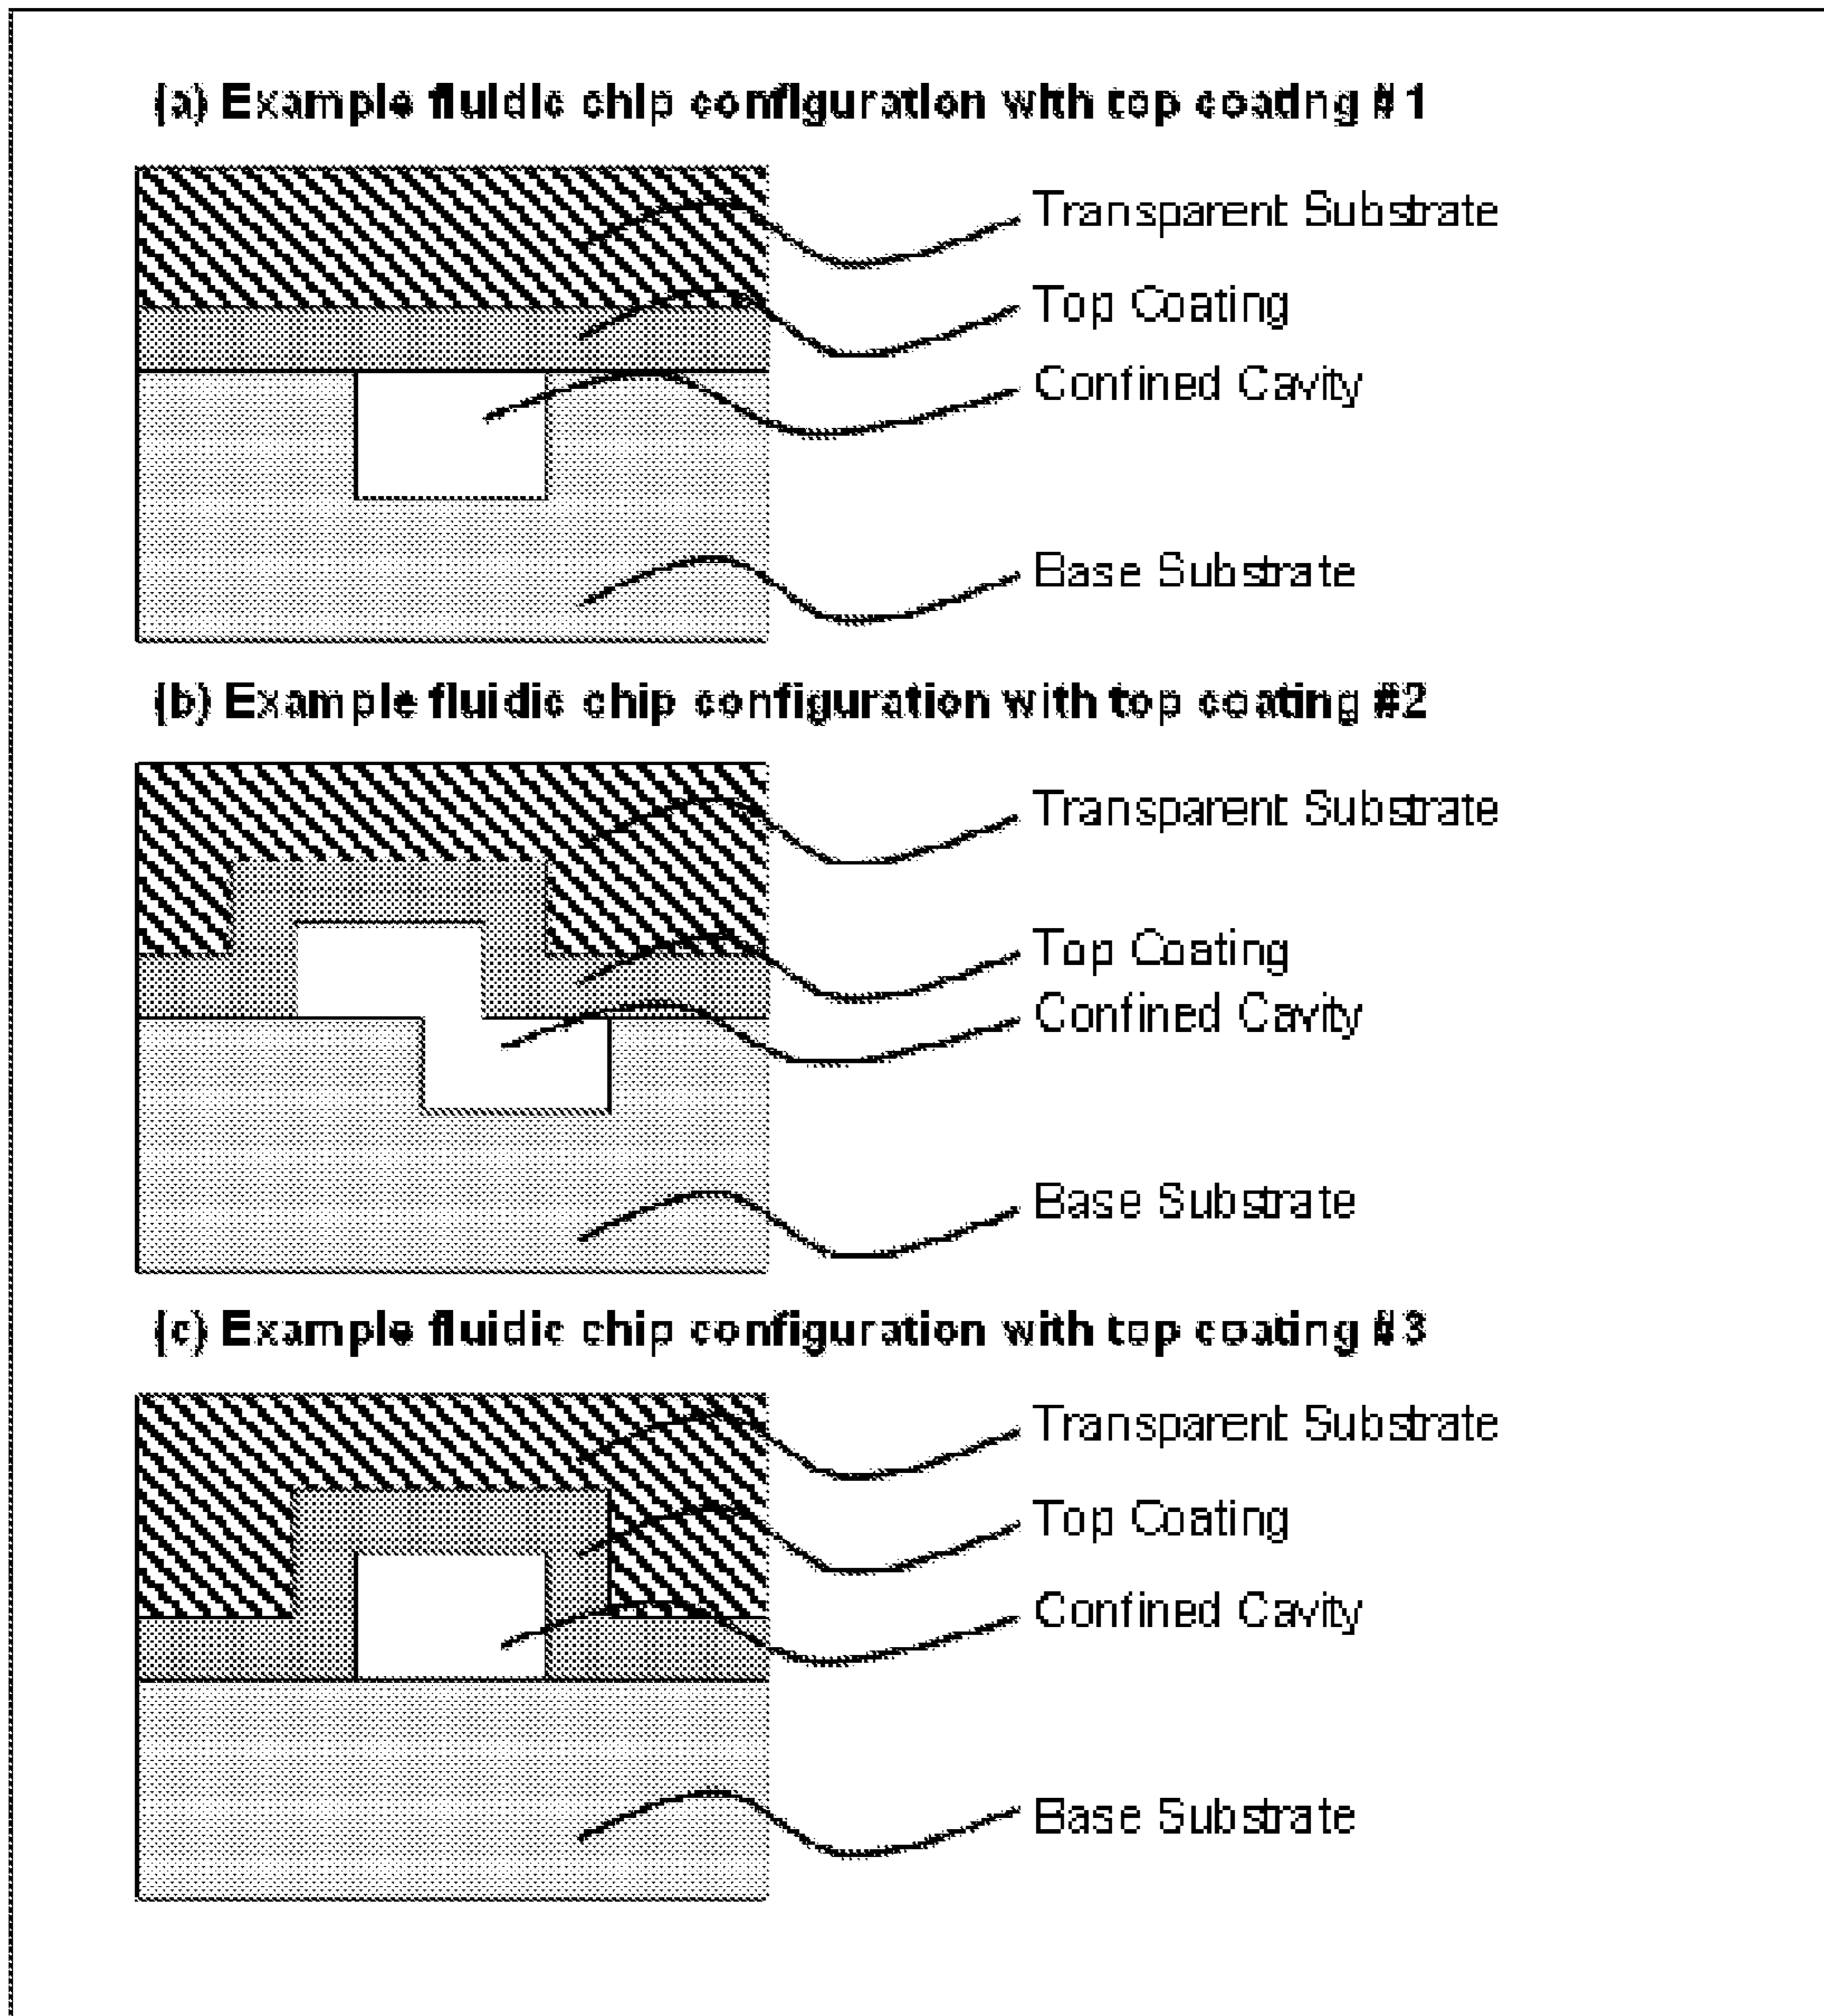 (a) Example fluidic chip configuration with top coating #1
Transparent Substrate
Top Coating
Confined Cavity
Base Substrate
(b) Example fluidic chip configuration with top coating #2
Transparent Substrate
Top Coating
Confined Cavity
Base Substrate
(c) Example fluidic chip configuration with top coating #3
Transparent Substrate
Top Coating
Confined Cavity
Base Substrate